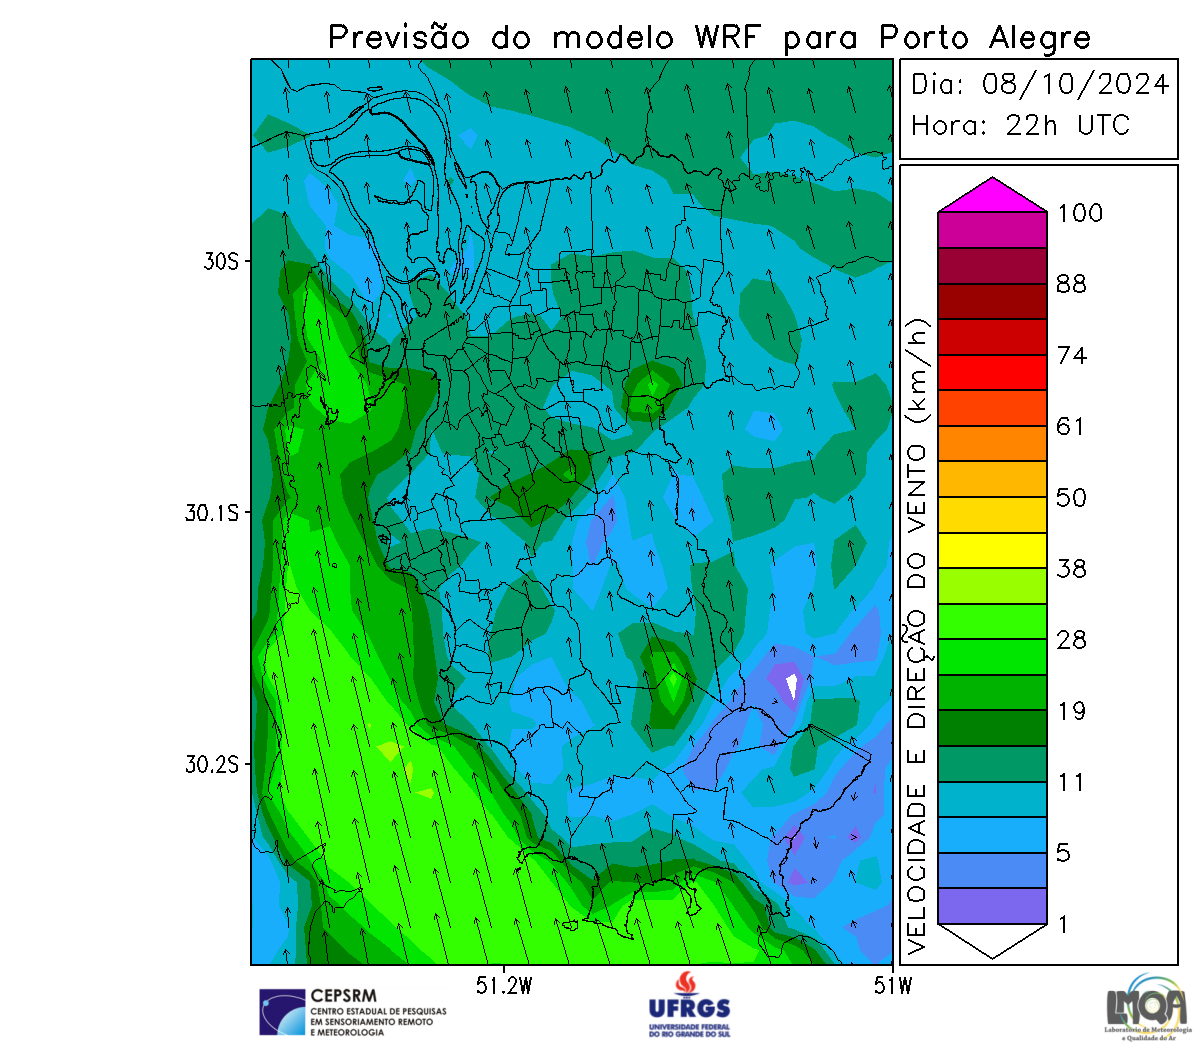 Previsão do modelo WRF para Porto Alegre
Dia: 08/10/2024
Hora: 22h UTC
30S
30.1S
30.2S
51.2W
51W
VELOCIDADE E DIREÇÃO DO VENTO (km/h)
100
88
74
61
50
38
28
19
11
5
1
CEPSRM
CENTRO ESTADUAL DE PESQUISAS
EM SENSORIAMENTO REMOTO
E METEOROLOGIA
UFRGS
UNIVERSIDADE FEDERAL
DO RIO GRANDE DO SUL
LMQA
Laboratório de Meteorologia
e Qualidade do Ar